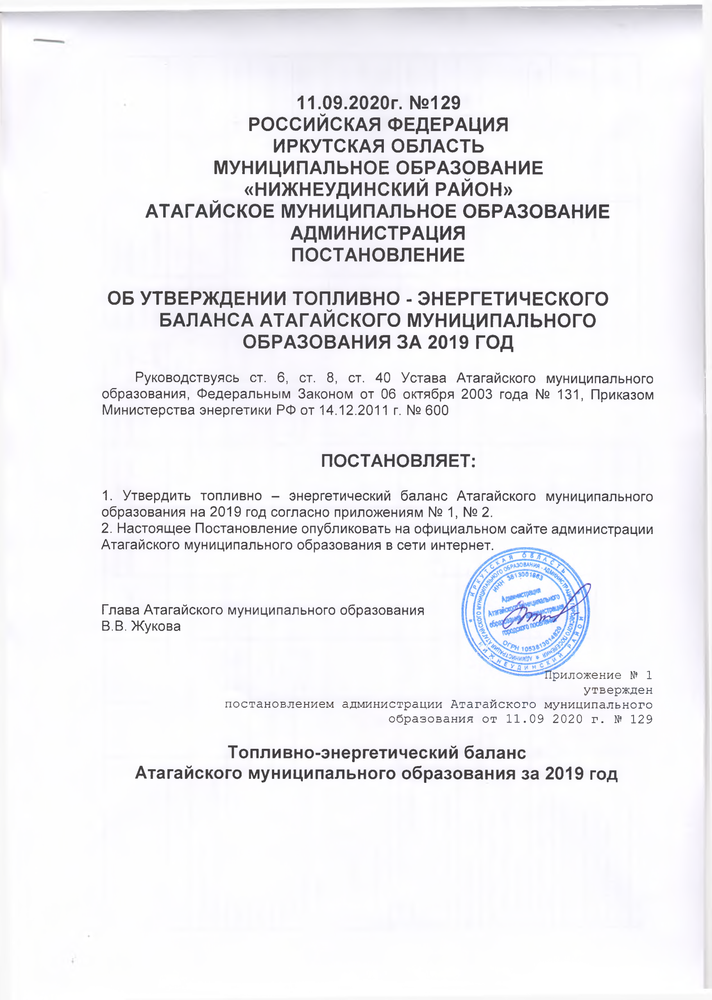 11.09.2020г. №129
РОССИЙСКАЯ ФЕДЕРАЦИЯ
ИРКУТСКАЯ ОБЛАСТЬ
МУНИЦИПАЛЬНОЕ ОБРАЗОВАНИЕ
«НИЖНЕУДИНСКИЙ РАЙОН»
АТАГАЙСКОЕ МУНИЦИПАЛЬНОЕ ОБРАЗОВАНИЕ
АДМИНИСТРАЦИЯ
ПОСТАНОВЛЕНИЕ
ОБ УТВЕРЖДЕНИИ ТОПЛИВНО - ЭНЕРГЕТИЧЕСКОГО
БАЛАНСА АТАГАЙСКОГО МУНИЦИПАЛЬНОГО
ОБРАЗОВАНИЯ ЗА 2019 ГОД
Руководствуясь ст. 6, ст. 8, ст. 40 Устава Атагайского муниципального
образования, Федеральным Законом от 06 октября 2003 года № 131, Приказом
Министерства энергетики РФ от 14.12.2011 г. № 600
ПОСТАНОВЛЯЕТ:
1. Утвердить топливно – энергетический баланс Атагайского муниципального
образования на 2019 год согласно приложениям № 1, № 2.
2. Настоящее Постановление опубликовать на официальном сайте администрации
Атагайского муниципального образования в сети интернет.
Глава Атагайского муниципального образования
В.В. Жукова
ИРКУТСКАЯ ОБЛАСТЬ
НИЖНЕУДИНСКИЙ РАЙОН
АДМИНИСТРАЦИЯ АТАГАЙСКОГО МУНИЦИПАЛЬНОГО ОБРАЗОВАНИЯ - АДМИНИСТРАЦИЯ ГОРОДСКОГО ПОСЕЛЕНИЯ
ИНН
Администрация
Атагайского муниципального
образования - администрация
городского поселения
ОГРН 1053813014820
Приложение № 1
утвержден
постановлением администрации Атагайского муниципального
образования от 11.09 2020 г. № 129
Топливно-энергетический баланс
Атагайского муниципального образования за 2019 год